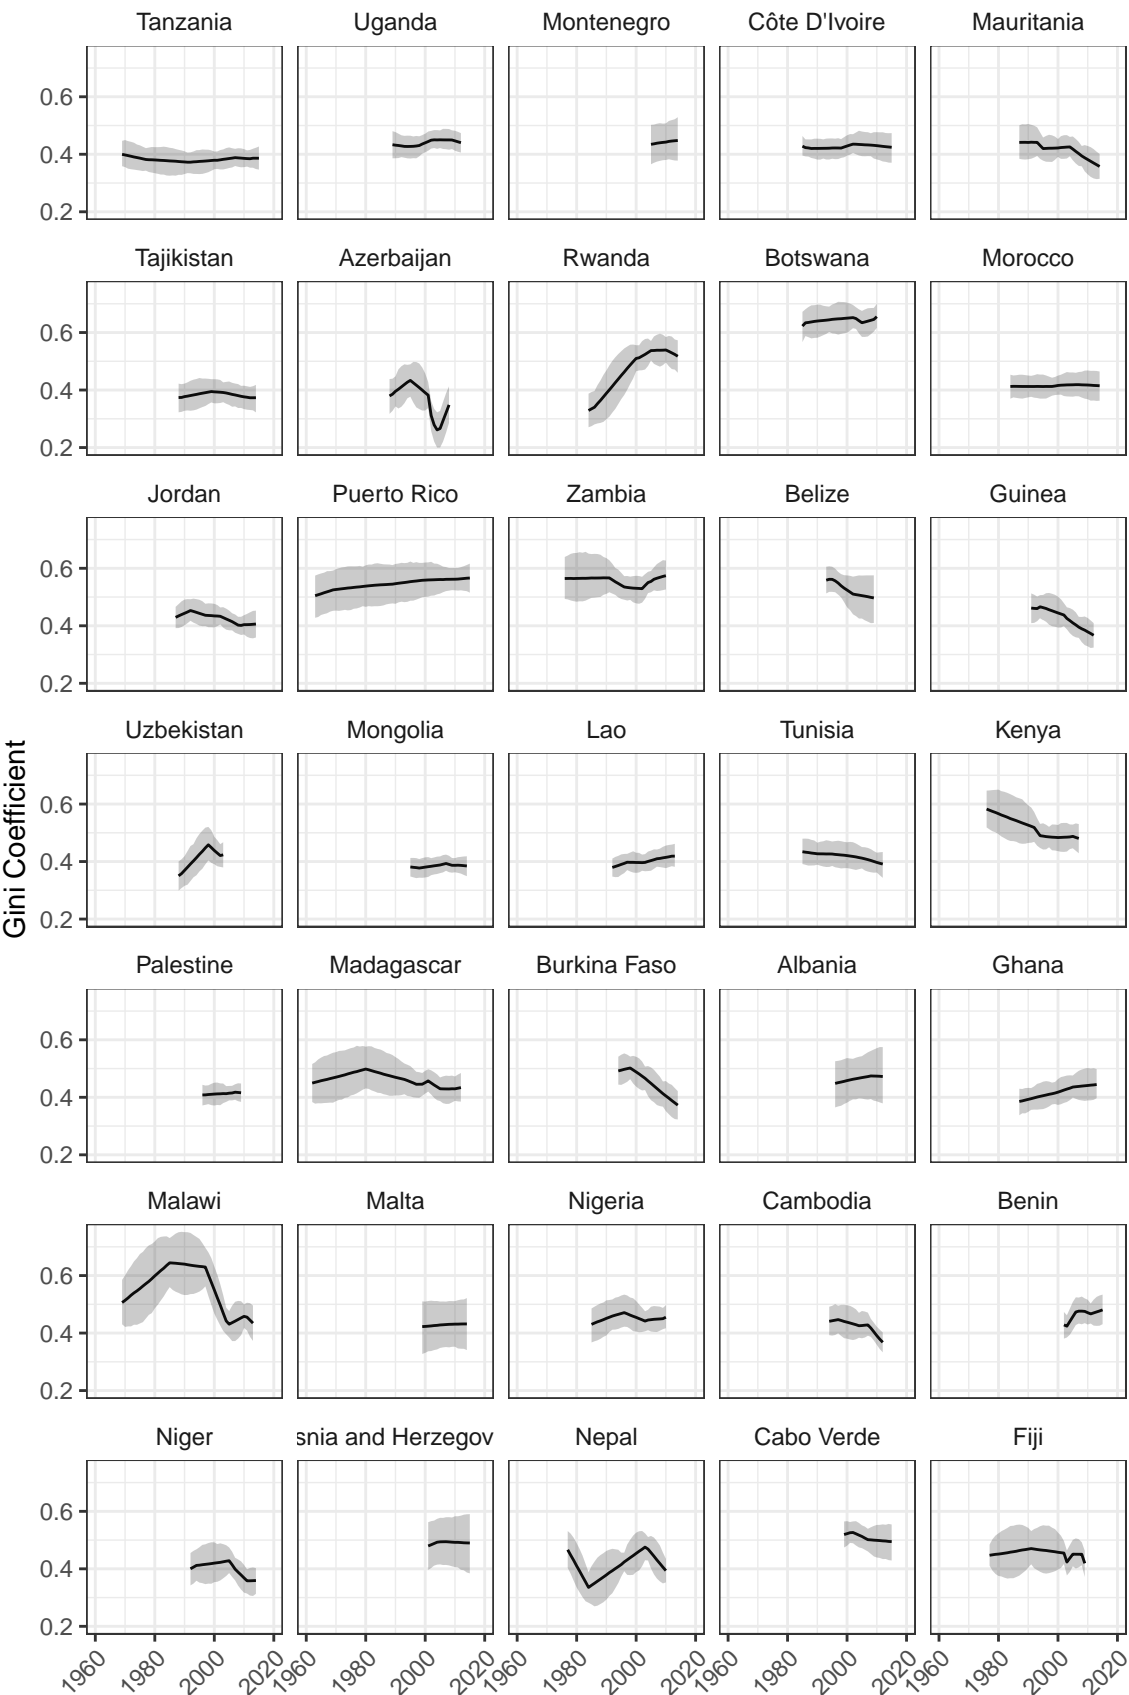 Tanzania Uganda Montenegro Côte D'Ivoire Mauritania
0.6
0.4
0.2
Tajikistan Azerbaijan Rwanda Botswana Morocco
0.6
0.4
0.2
Jordan Puerto Rico Zambia Belize Guinea
0.6
0.4
0.2
Uzbekistan Mongolia Lao Tunisia Kenya
0.6
0.4
0.2
Gini Coefficient
Palestine Madagascar Burkina Faso Albania Ghana
0.6
0.4
0.2
Malawi Malta Nigeria Cambodia Benin
0.6
0.4
0.2
Niger snia and Herzegov Nepal Cabo Verde Fiji
0.6
0.4
0.2
1960 1980 2000 2020 1960 1980 2000 2020 1960 1980 2000 2020 1960 1980 2000 2020 1960 1980 2000 2020